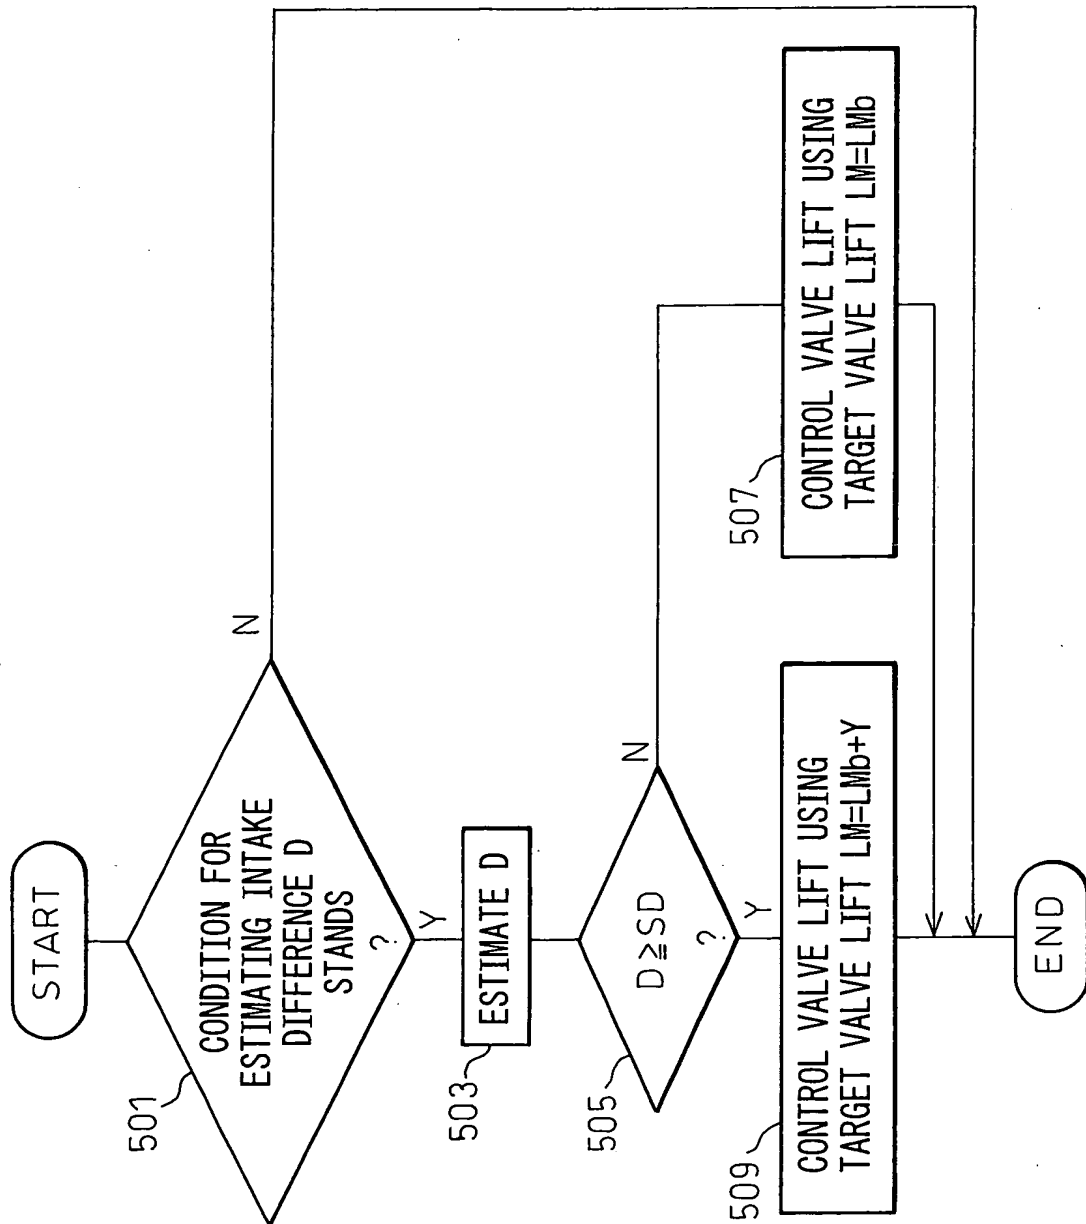 START
501
CONDITION FOR
ESTIMATING INTAKE
DIFFERENCE D
STANDS
?
N
Y
503
ESTIMATE D
505
D≧SD
?
N
Y
509
CONTROL VALVE LIFT USING
TARGET VALVE LIFT LM=LMb+Y
507
CONTROL VALVE LIFT USING
TARGET VALVE LIFT LM=LMb
END